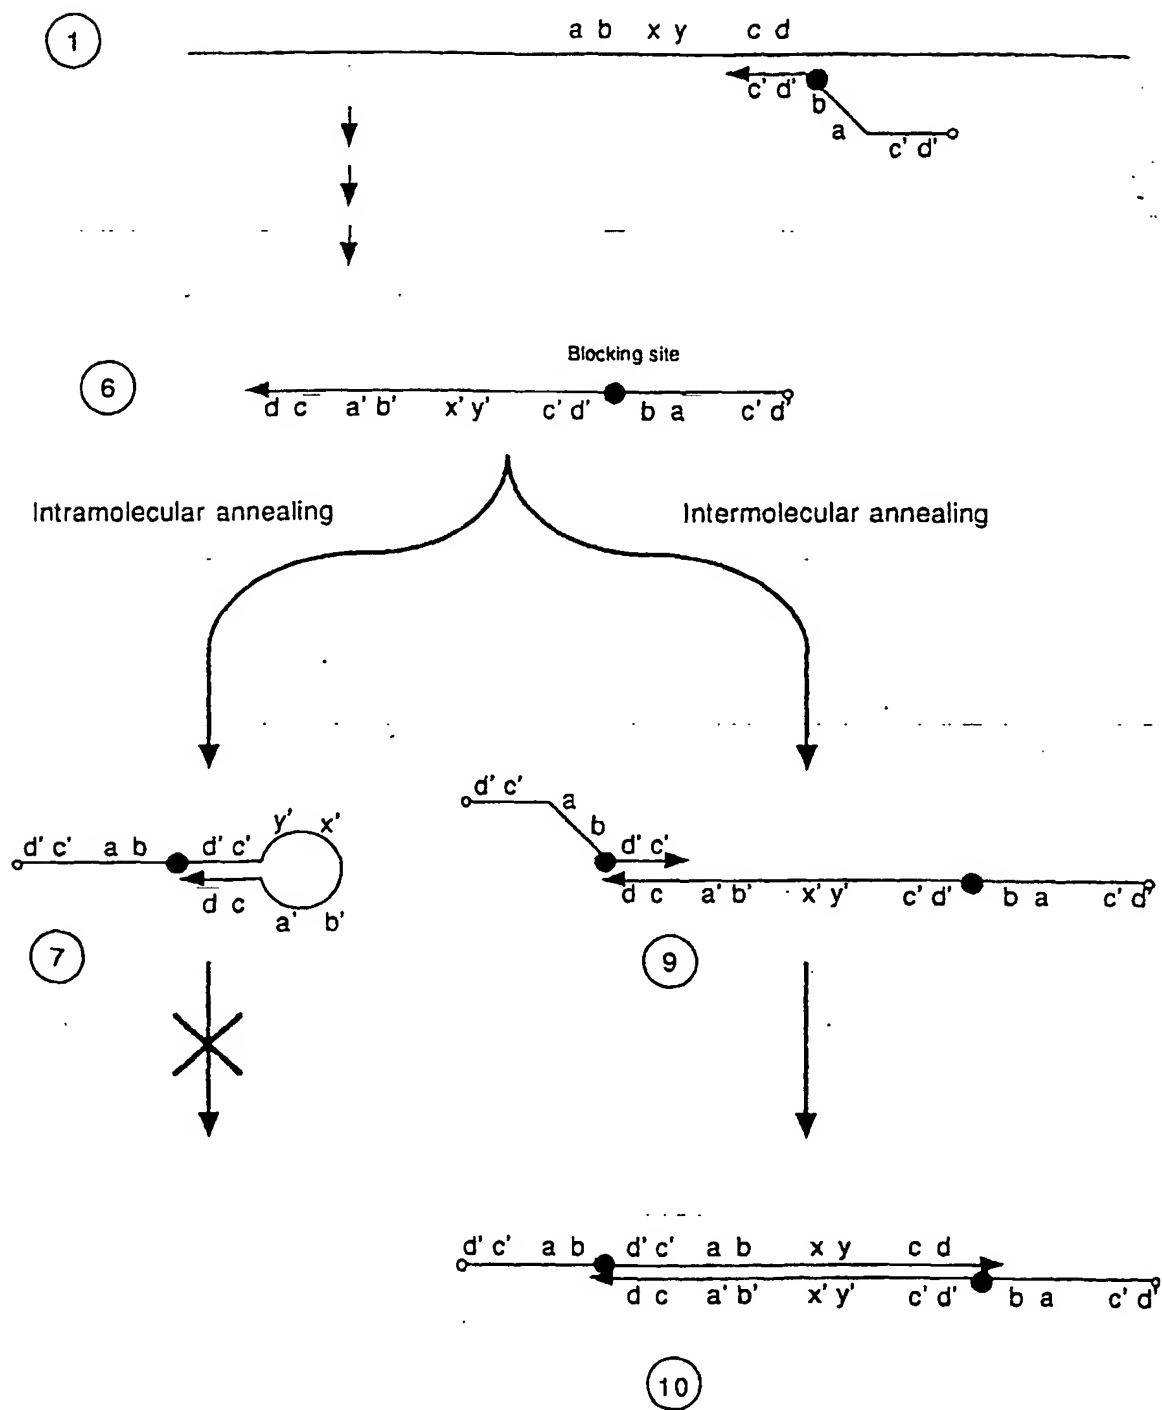 1
a b x y c d
c' d'
b
a
c' d'
Blocking site
6
d c a' b' x' y' c' d' b a c' d'
Intramolecular annealing
Intermolecular annealing
d' c' a b d' c' y' x'
d c a' b'
7
d' c'
a
b
d' c'
d c a' b' x' y' c' d' b a c' d'
9
d' c' a b d' c' a b x y c d
d c a' b' x' y' c' d' b a c' d'
10